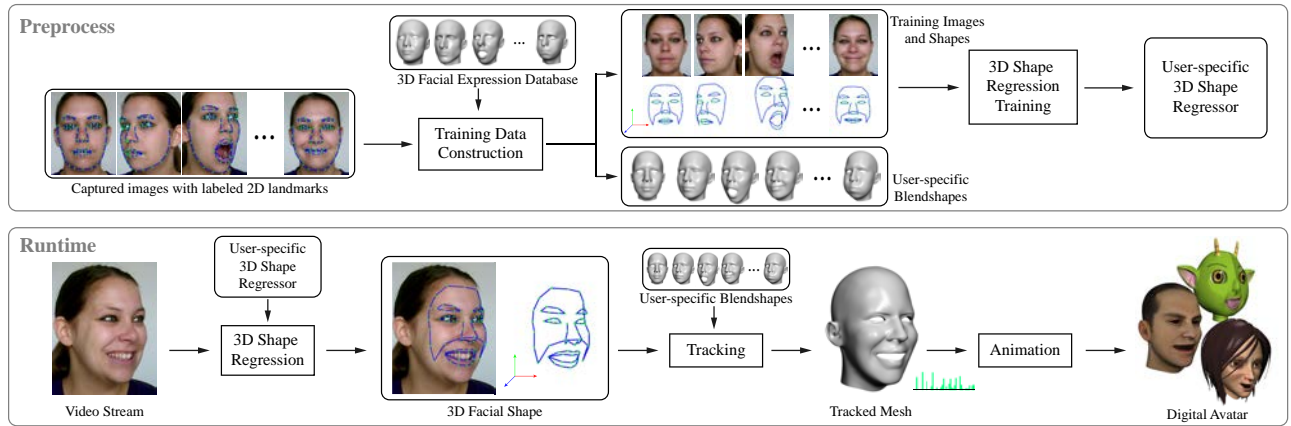 Preprocess
3D Facial Expression Database
Captured images with labeled 2D landmarks
Training Data
Construction
Training Images
and Shapes
User-specific
Blendshapes
3D Shape
Regression
Training
User-specific
3D Shape
Regressor
Runtime
Video Stream
User-specific
3D Shape
Regressor
3D Shape
Regression
3D Facial Shape
User-specific Blendshapes
Tracking
Tracked Mesh
Animation
Digital Avatar